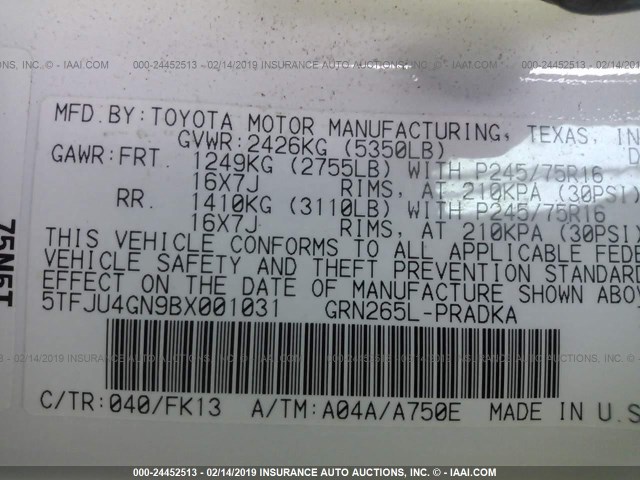 000-24452513 - 02/14/2019 INSURANCE AUTO AUCTIONS INC. - © - IAAI.COM
MFD. BY: TOYOTA MOTOR MANUFACTURING, TEXAS, IN
GVWR: 2426KG (5350LB)
GAWR: FRT. 1249KG (2755LB) WITH P245/75R16
16X7J RIMS, AT 210KPA (30PSI)
RR. 1410KG (3110LB) WITH P245/75R16
16X7J RIMS, AT 210KPA (30PSI)
THIS VEHICLE CONFORMS TO ALL APPLICABLE FEDE
VEHICLE SAFETY AND THEFT PREVENTION STANDARD
EFFECT ON THE DATE OF MANUFACTURE SHOWN ABOV
5TFJU4GN9BX001031 GRN265L-PRADKA
C/TR: 040/FK13 A/TM: A04A/A750E MADE IN U.S
75N5T
000-24452513 - 02/14/2019 INSURANCE AUTO AUCTIONS INC. - © - IAAI.COM